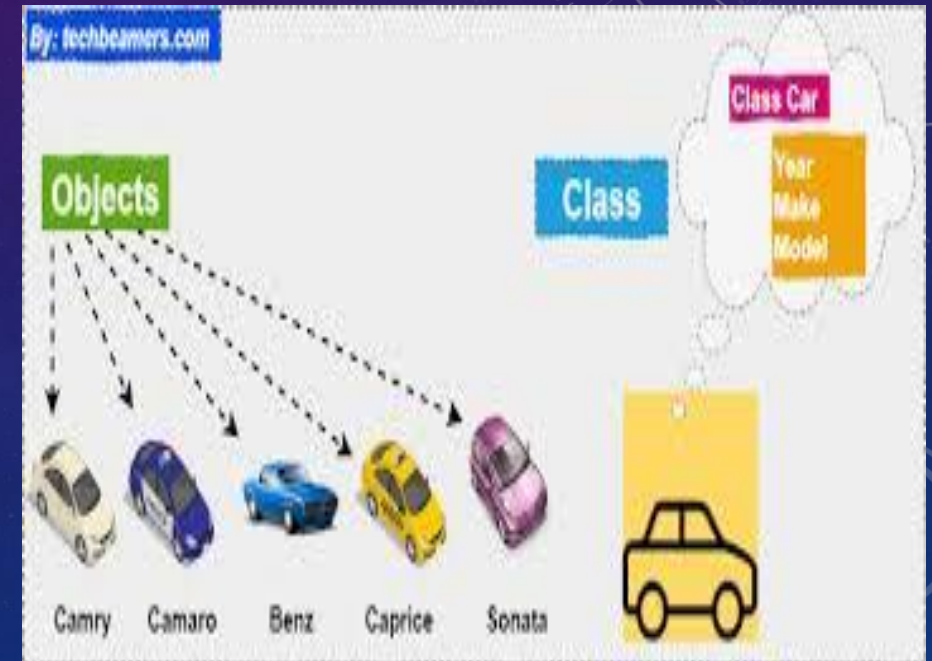 By: techbeamers.com
Class Car
Year
Make
Model
Objects
Class
Camry Camaro Benz Caprice Sonata